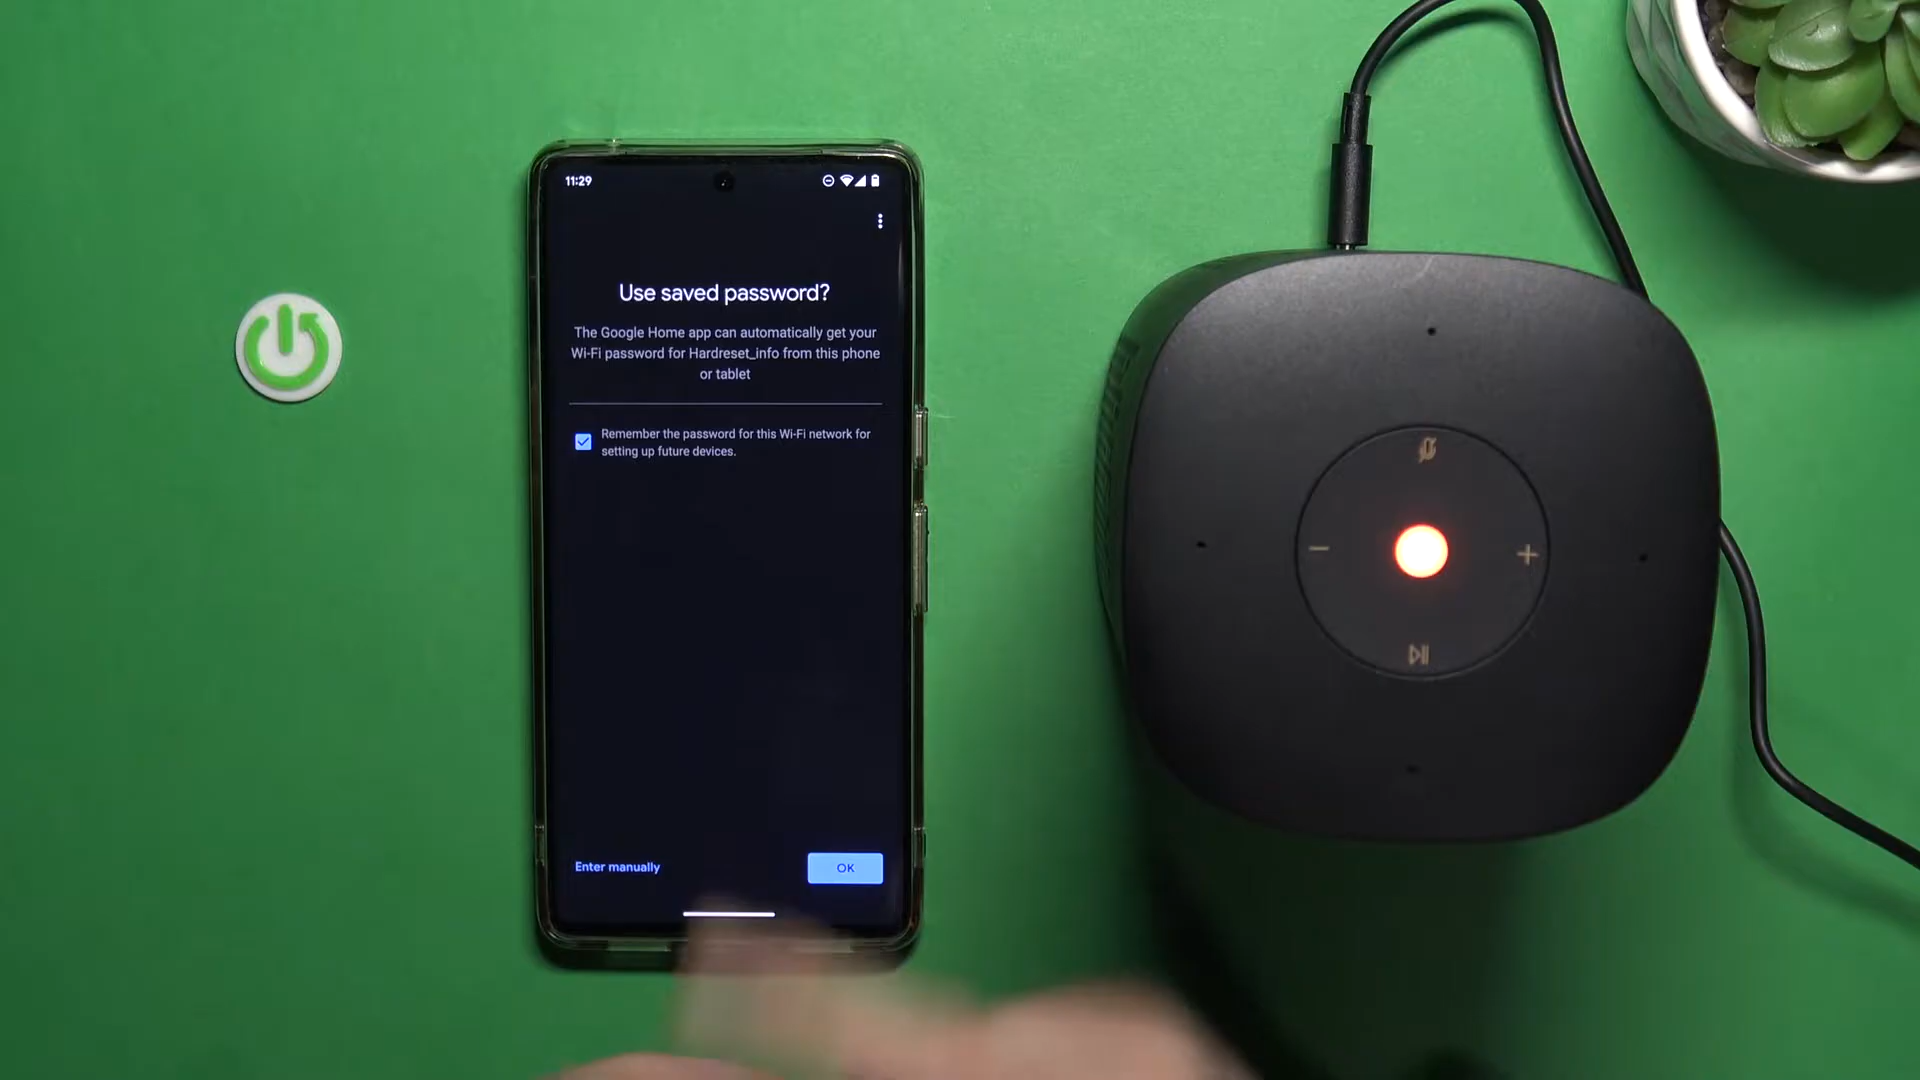 11:29
Use saved password?
The Google Home app can automatically get your
Wi-Fi password for Hardreset_info from this phone
or tablet
Remember the password for this Wi-Fi network for
setting up future devices.
Enter manually
OK